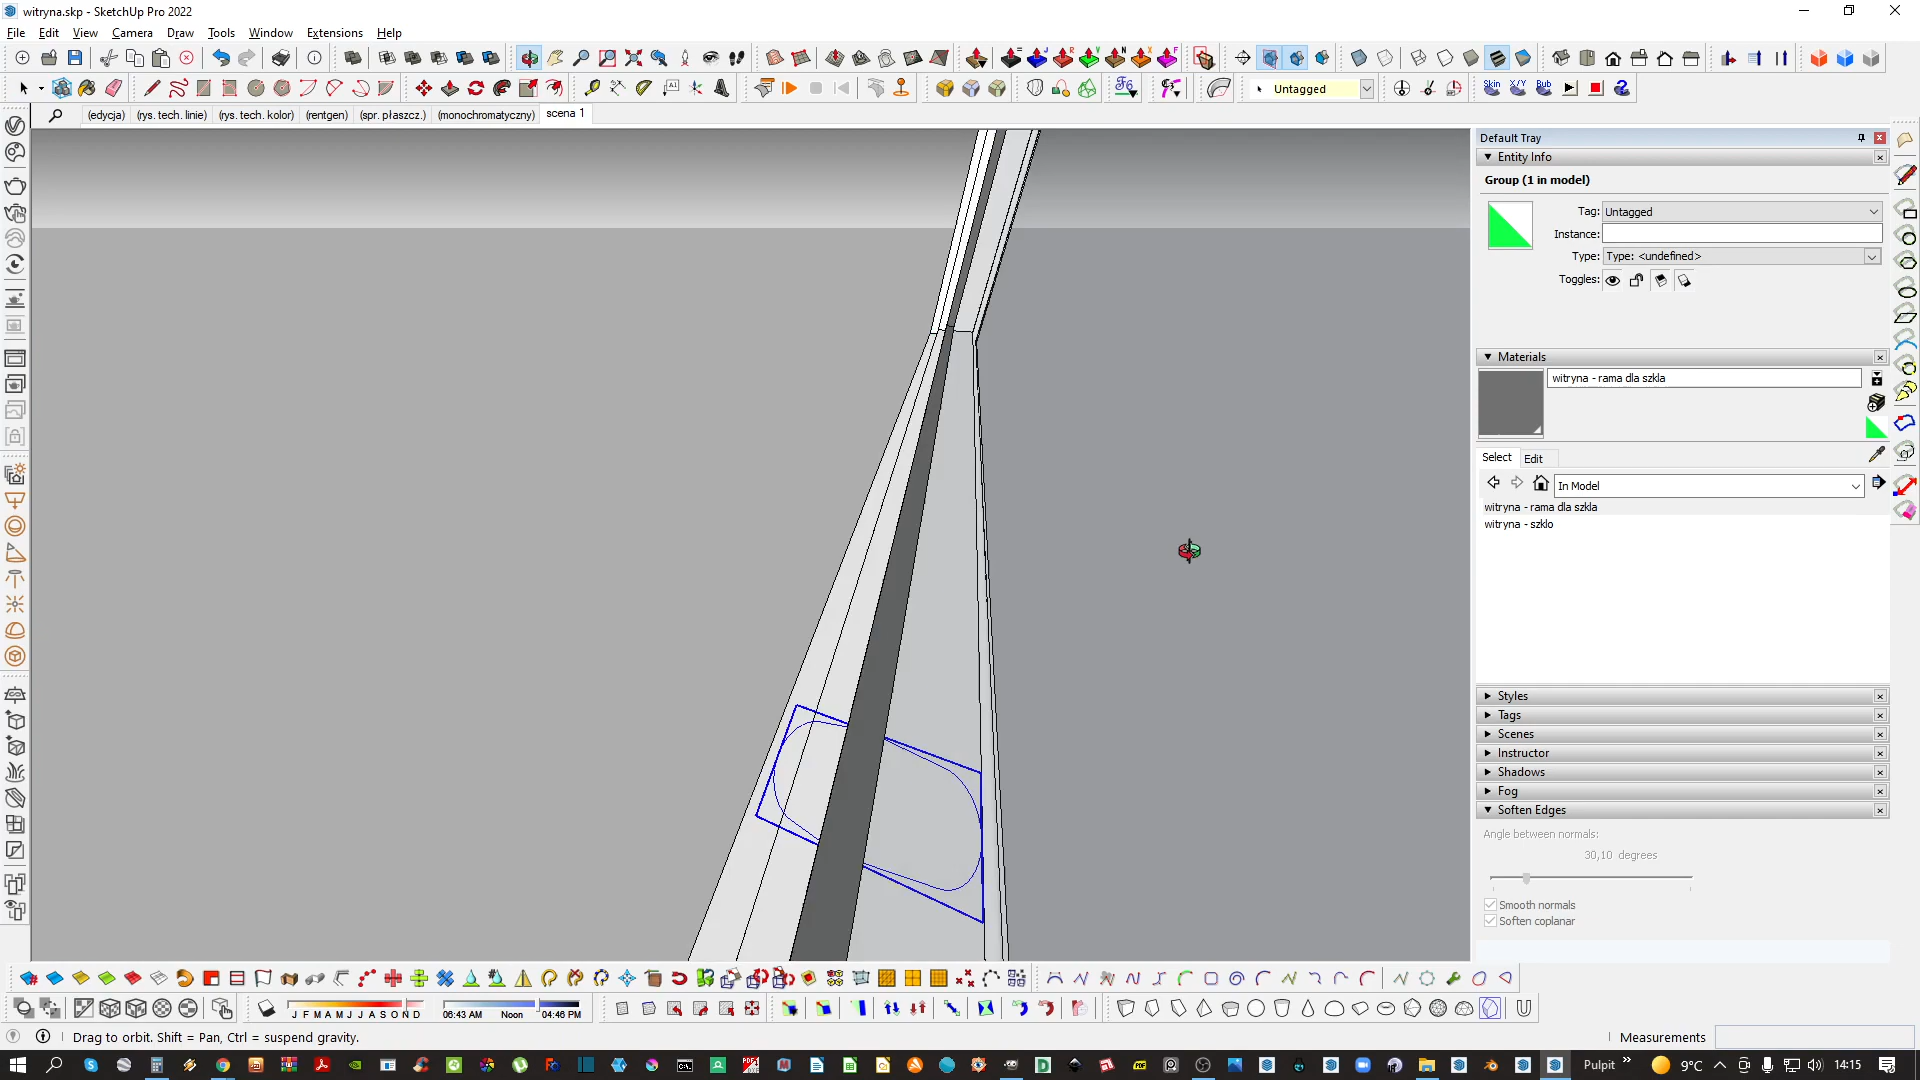 witryna.skp - SketchUp Pro 2022
File Edit View Camera Draw Tools Window Extensions Help
Untagged
Skin X/Y Bub
(edycja) (rys. tech. linie) (rys. tech. kolor) (rentgen) (spr. płaszcz.) (monochromatyczny) scena 1
Default Tray
Entity Info
Group (1 in model)
Tag: Untagged
Instance:
Type: Type: <undefined>
Toggles:
Materials
witryna - rama dla szkla
Select Edit
In Model
witryna - rama dla szkla
witryna - szklo
Styles
Tags
Scenes
Instructor
Shadows
Fog
Soften Edges
Angle between normals:
30,10 degrees
Smooth normals
Soften coplanar
J F M A M J J A S O N D
06:43 AM Noon 04:46 PM
Drag to orbit. Shift = Pan, Ctrl = suspend gravity.
Measurements
Pulpit
9°C
14:15